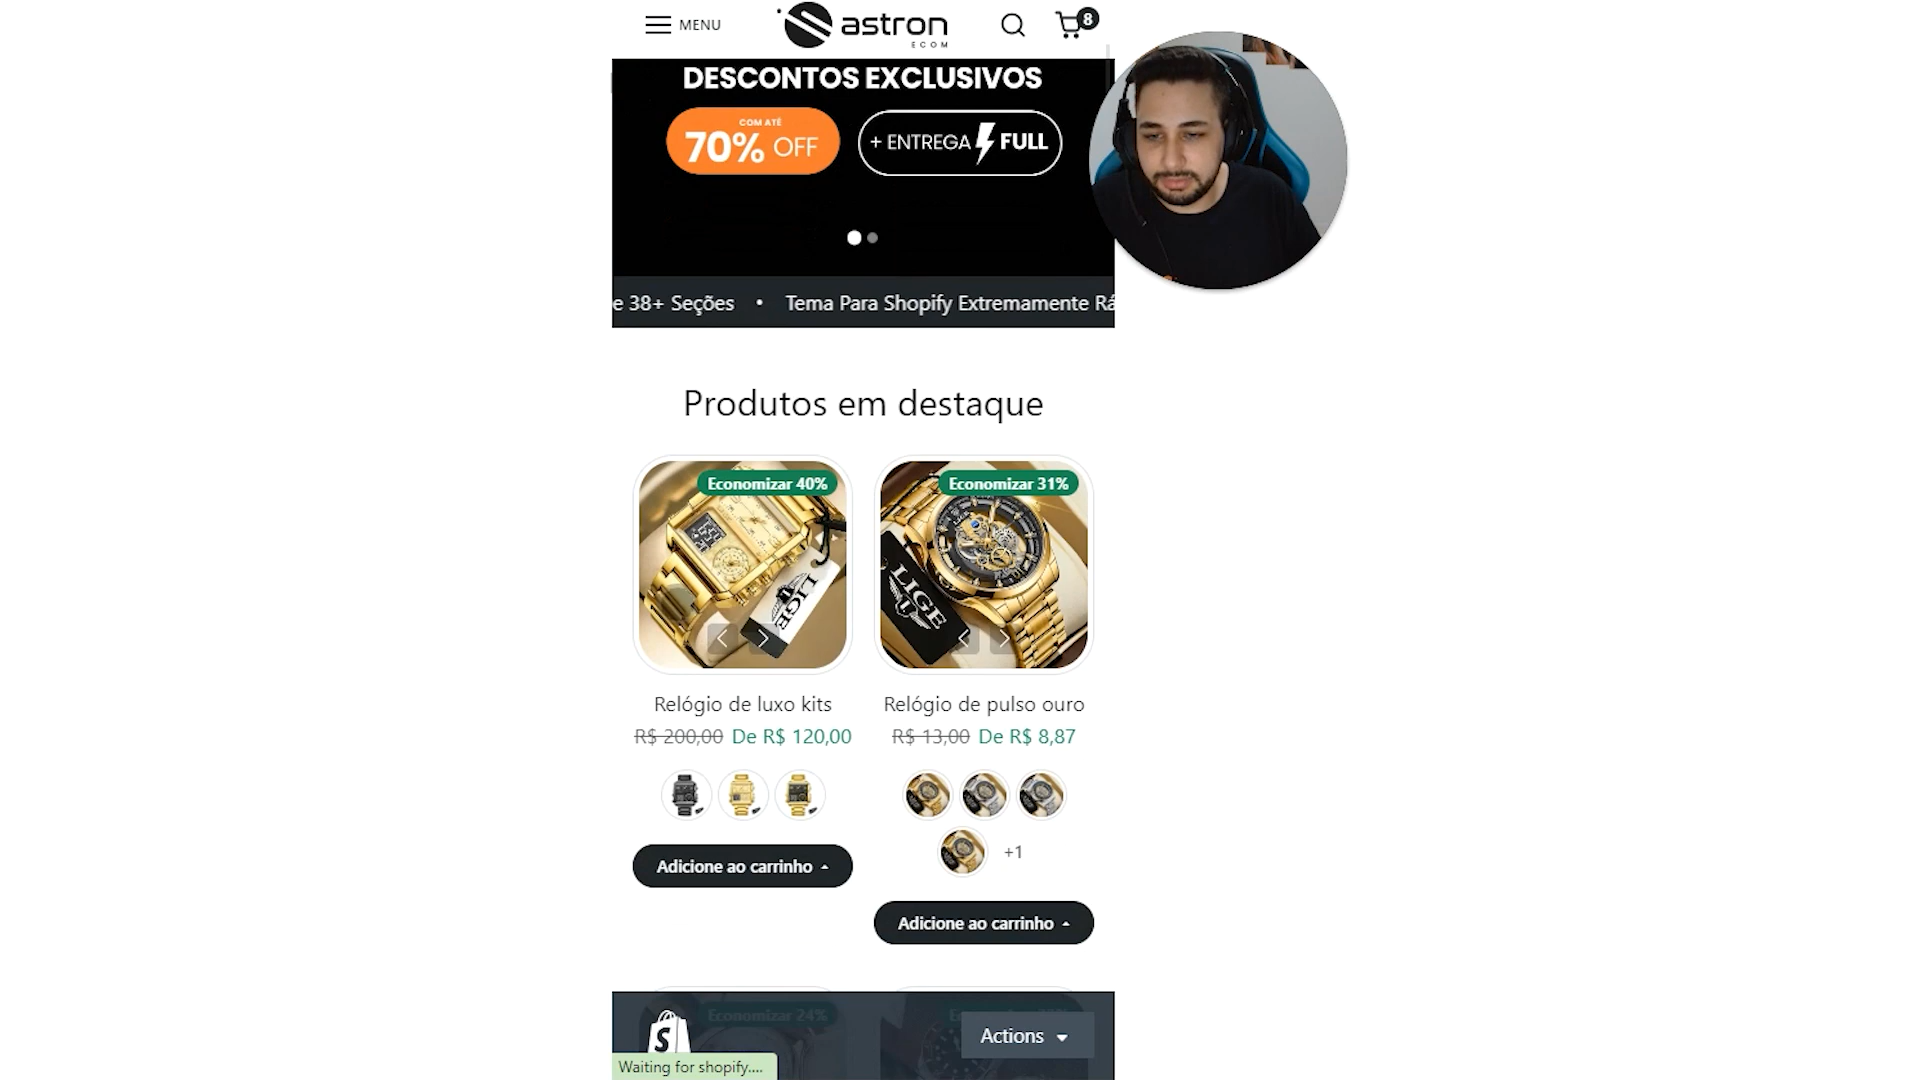 MENU
astron
ECOM
8
DESCONTOS EXCLUSIVOS
COM ATÉ
70% OFF
+ ENTREGA FULL
e 38+ Seções • Tema Para Shopify Extremamente Rá
Produtos em destaque
Economizar 40%
LIGE
Economizar 31%
LIGE
Relógio de luxo kits
R$ 200,00 De R$ 120,00
Relógio de pulso ouro
R$ 13,00 De R$ 8,87
+1
Adicione ao carrinho
Adicione ao carrinho
Economizar 24%
S
Actions
Waiting for shopify....